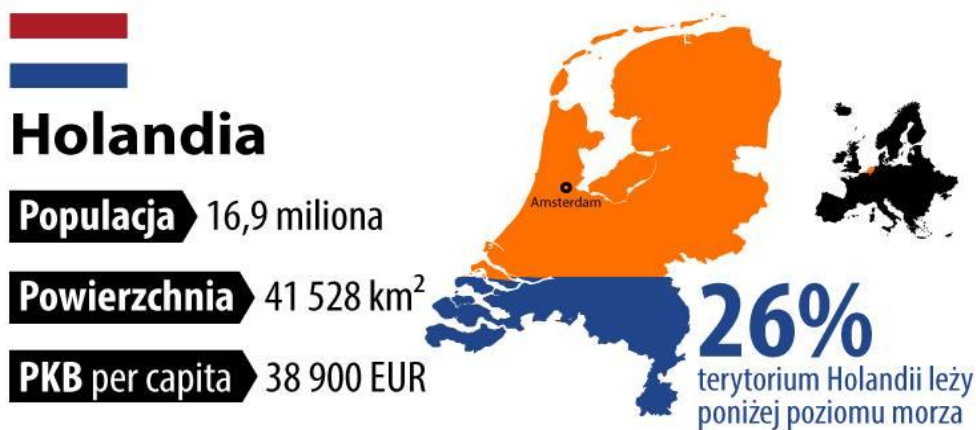 Holandia
Populacja 16,9 miliona
Powierzchnia 41 528 km²
PKB per capita 38 900 EUR
Amsterdam
26%
terytorium Holandii leży
poniżej poziomu morza